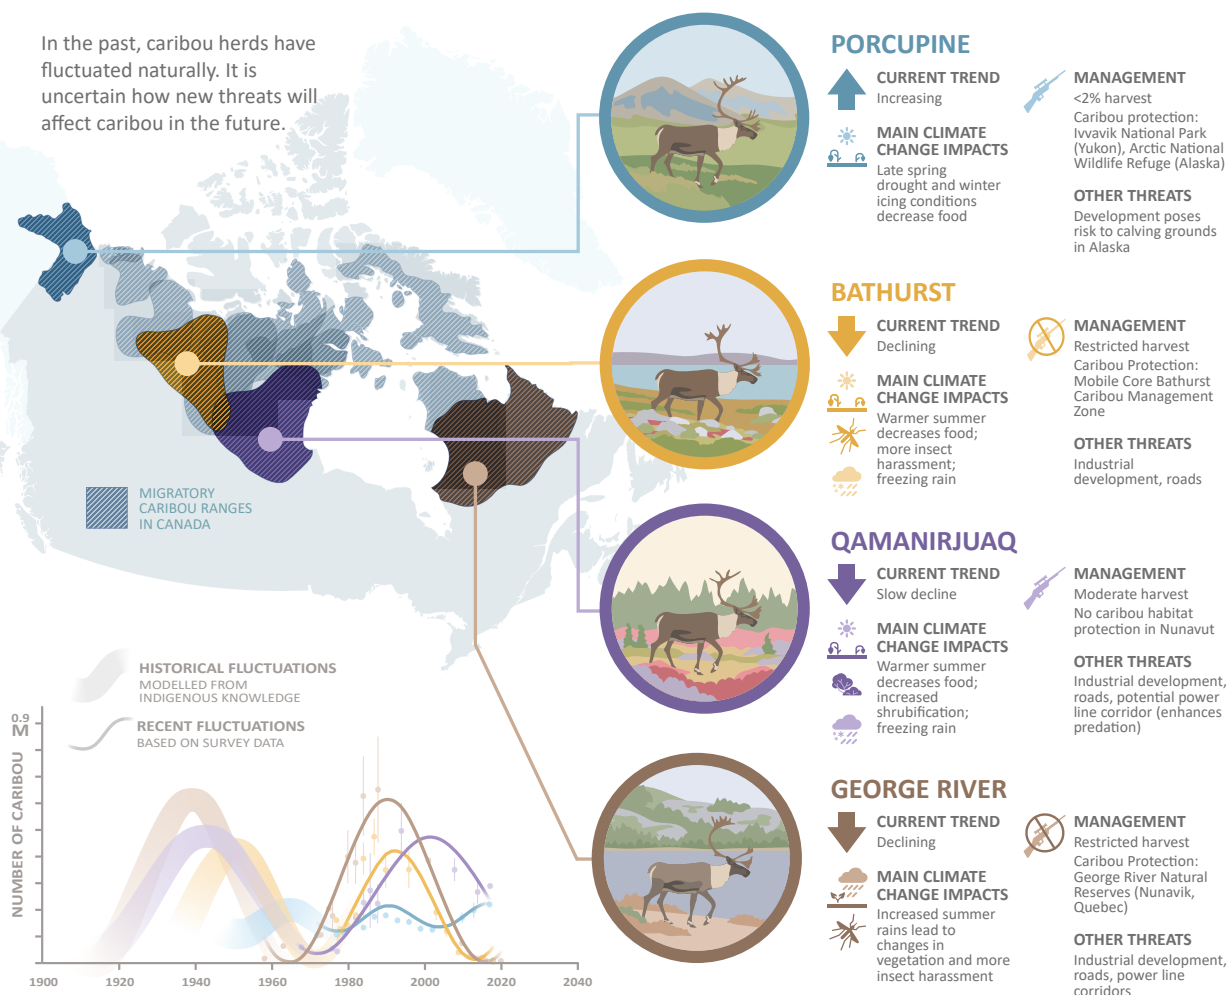 In the past, caribou herds have
fluctuated naturally. It is
uncertain how new threats will
affect caribou in the future.
MIGRATORY
CARIBOU RANGES
IN CANADA
HISTORICAL FLUCTUATIONS
MODELLED FROM
INDIGENOUS KNOWLEDGE
RECENT FLUCTUATIONS
BASED ON SURVEY DATA
0.9
M
NUMBER OF CARIBOU
1900 1920 1940 1960 1980 2000 2020 2040
PORCUPINE
CURRENT TREND
Increasing
MAIN CLIMATE
CHANGE IMPACTS
Late spring
drought and winter
icing conditions
decrease food
MANAGEMENT
<2% harvest
Caribou protection:
Ivvavik National Park
(Yukon), Arctic National
Wildlife Refuge (Alaska)
OTHER THREATS
Development poses
risk to calving grounds
in Alaska
BATHURST
CURRENT TREND
Declining
MAIN CLIMATE
CHANGE IMPACTS
Warmer summer
decreases food;
more insect
harassment;
freezing rain
MANAGEMENT
Restricted harvest
Caribou Protection:
Mobile Core Bathurst
Caribou Management
Zone
OTHER THREATS
Industrial
development, roads
QAMANIRJUAQ
CURRENT TREND
Slow decline
MAIN CLIMATE
CHANGE IMPACTS
Warmer summer
decreases food;
increased
shrubification;
freezing rain
MANAGEMENT
Moderate harvest
No caribou habitat
protection in Nunavut
OTHER THREATS
Industrial development,
roads, potential power
line corridor (enhances
predation)
GEORGE RIVER
CURRENT TREND
Declining
MAIN CLIMATE
CHANGE IMPACTS
Increased summer
rains lead to
changes in
vegetation and more
insect harassment
MANAGEMENT
Restricted harvest
Caribou Protection:
George River Natural
Reserves (Nunavik,
Quebec)
OTHER THREATS
Industrial development,
roads, power line
corridors